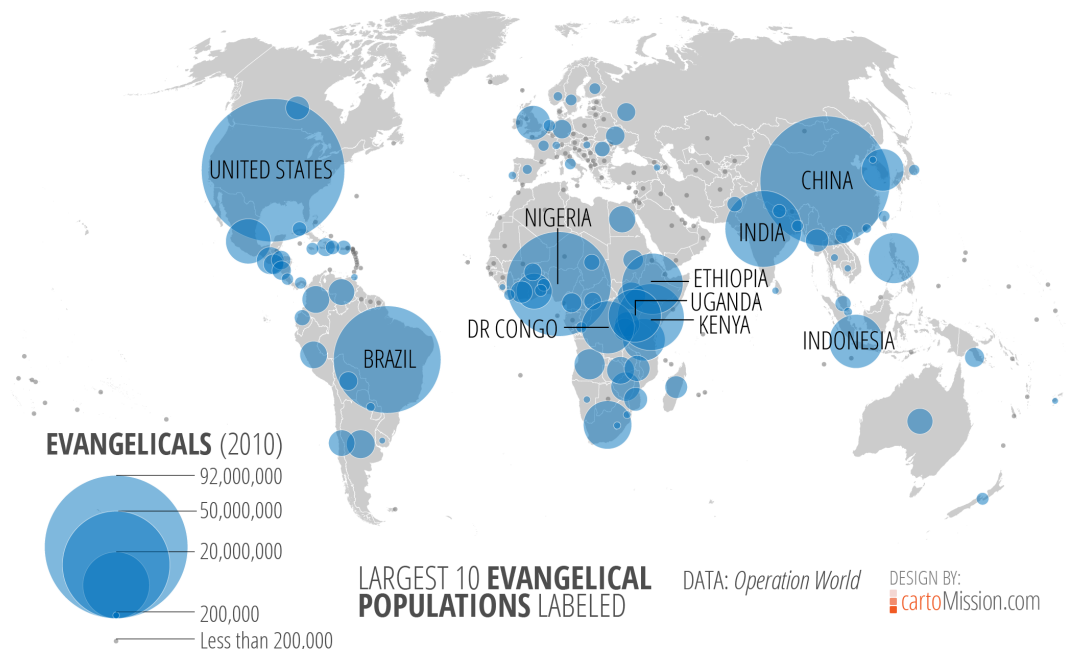 UNITED STATES
CHINA
NIGERIA
INDIA
ETHIOPIA
UGANDA
DR CONGO
KENYA
INDONESIA
BRAZIL
EVANGELICALS (2010)
92,000,000
50,000,000
20,000,000
200,000
Less than 200,000
LARGEST 10 EVANGELICAL
POPULATIONS LABELED
DATA: Operation World
DESIGN BY:
cartoMission.com